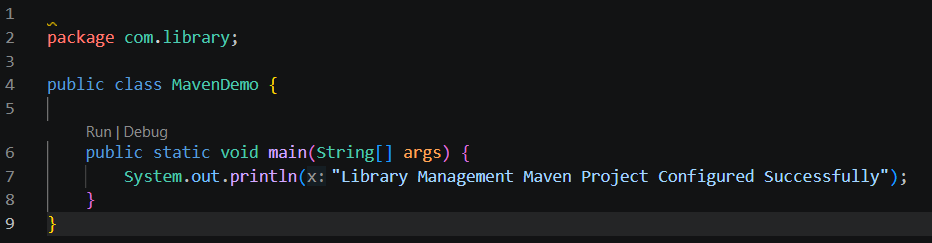 1
2 package com.library;
3
4 public class MavenDemo {
5
Run | Debug
6 public static void main(String[] args) {
7 System.out.println(x: "Library Management Maven Project Configured Successfully");
8 }
9 }